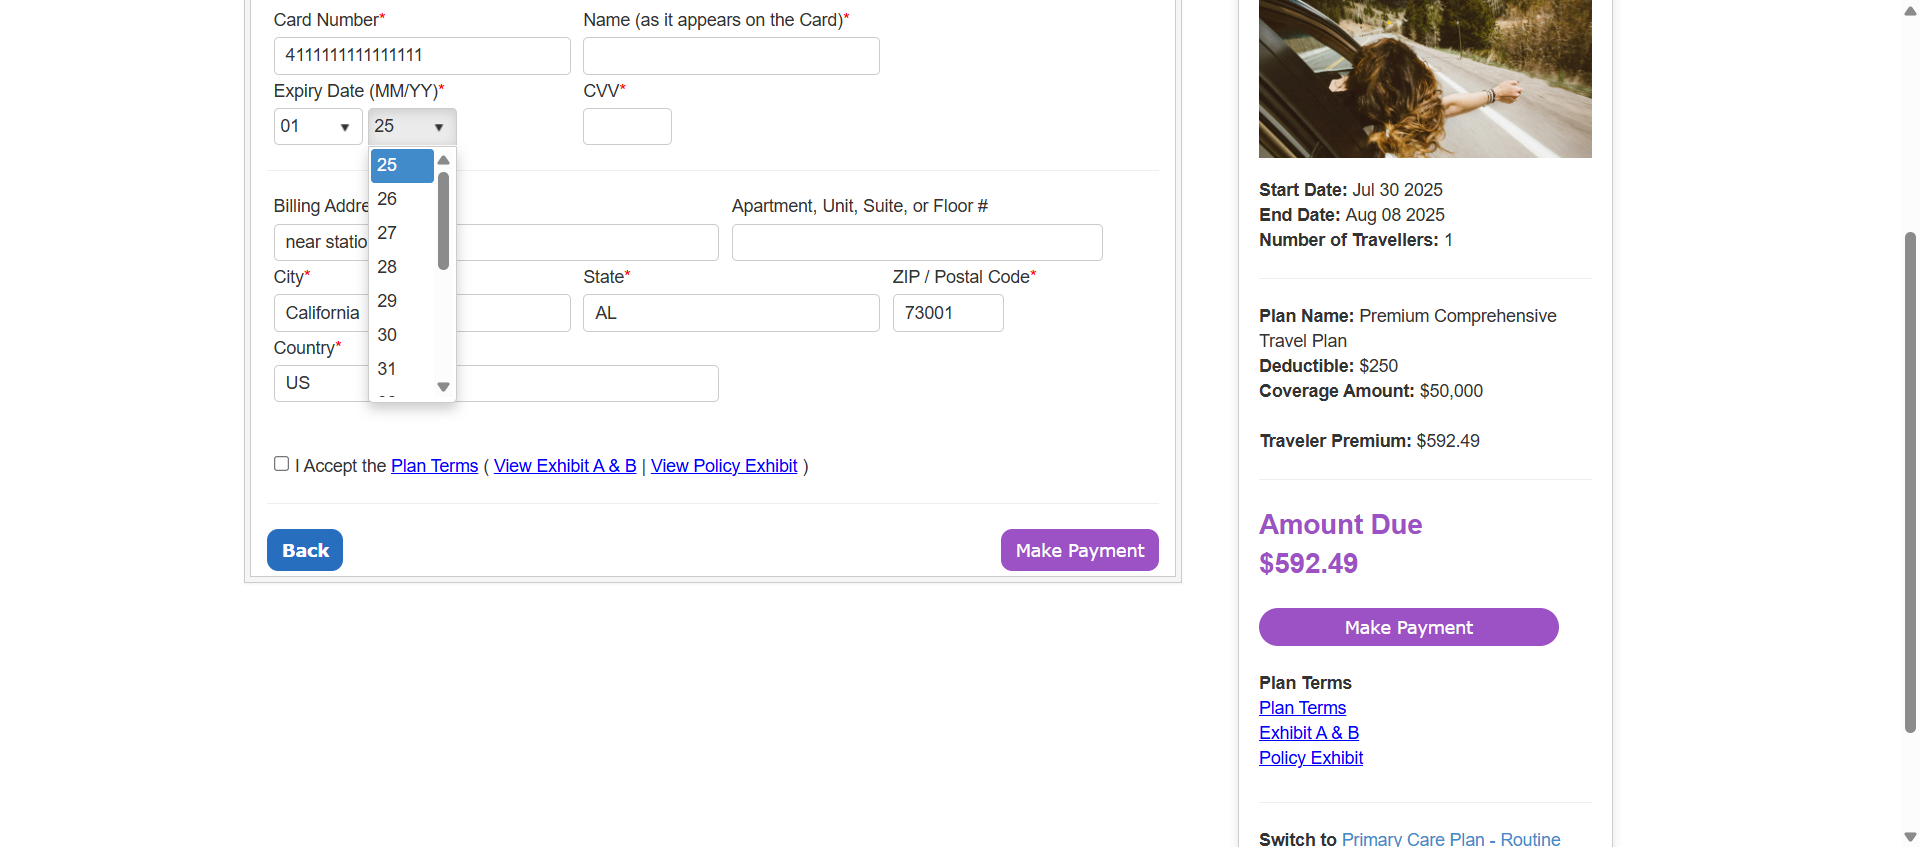 Card Number*
Name (as it appears on the Card)*
4111111111111111
Expiry Date (MM/YY)*
CVV*
01
25
25
26
27
28
29
30
31
Billing Addre
Apartment, Unit, Suite, or Floor #
near statio
City*
State*
ZIP / Postal Code*
California
AL
73001
Country*
US
I Accept the Plan Terms ( View Exhibit A & B | View Policy Exhibit )
Back
Make Payment
Start Date: Jul 30 2025
End Date: Aug 08 2025
Number of Travellers: 1
Plan Name: Premium Comprehensive
Travel Plan
Deductible: $250
Coverage Amount: $50,000
Traveler Premium: $592.49
Amount Due
$592.49
Make Payment
Plan Terms
Plan Terms
Exhibit A & B
Policy Exhibit
Switch to Primary Care Plan - Routine